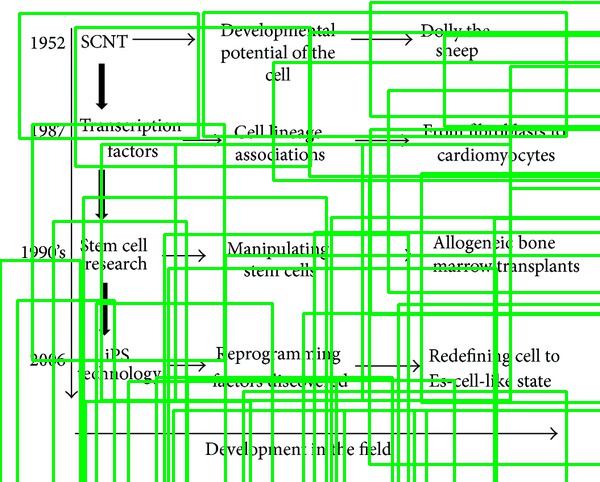 1952 SCNT Developmental potential of the cell Dolly the sheep
1987 Transcription factors Cell lineage associations From fibroblasts to cardiomyocytes
1990's Stem cell research Manipulating stem cells Allogeneic bone marrow transplants
2006 iPS technology Reprogramming factors discovered Redefining cell to Es-cell-like state
Development in the field